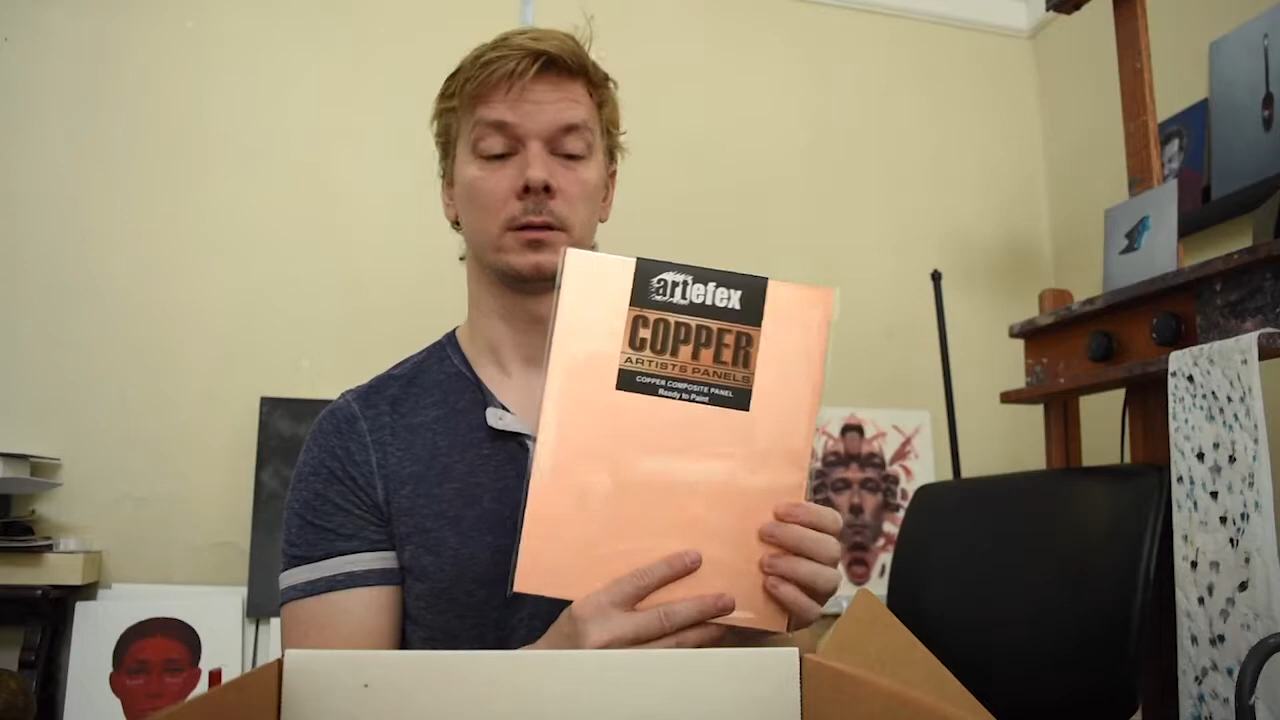 artefex
COPPER
ARTISTS PANELS
COPPER COMPOSITE PANEL
Ready to Paint